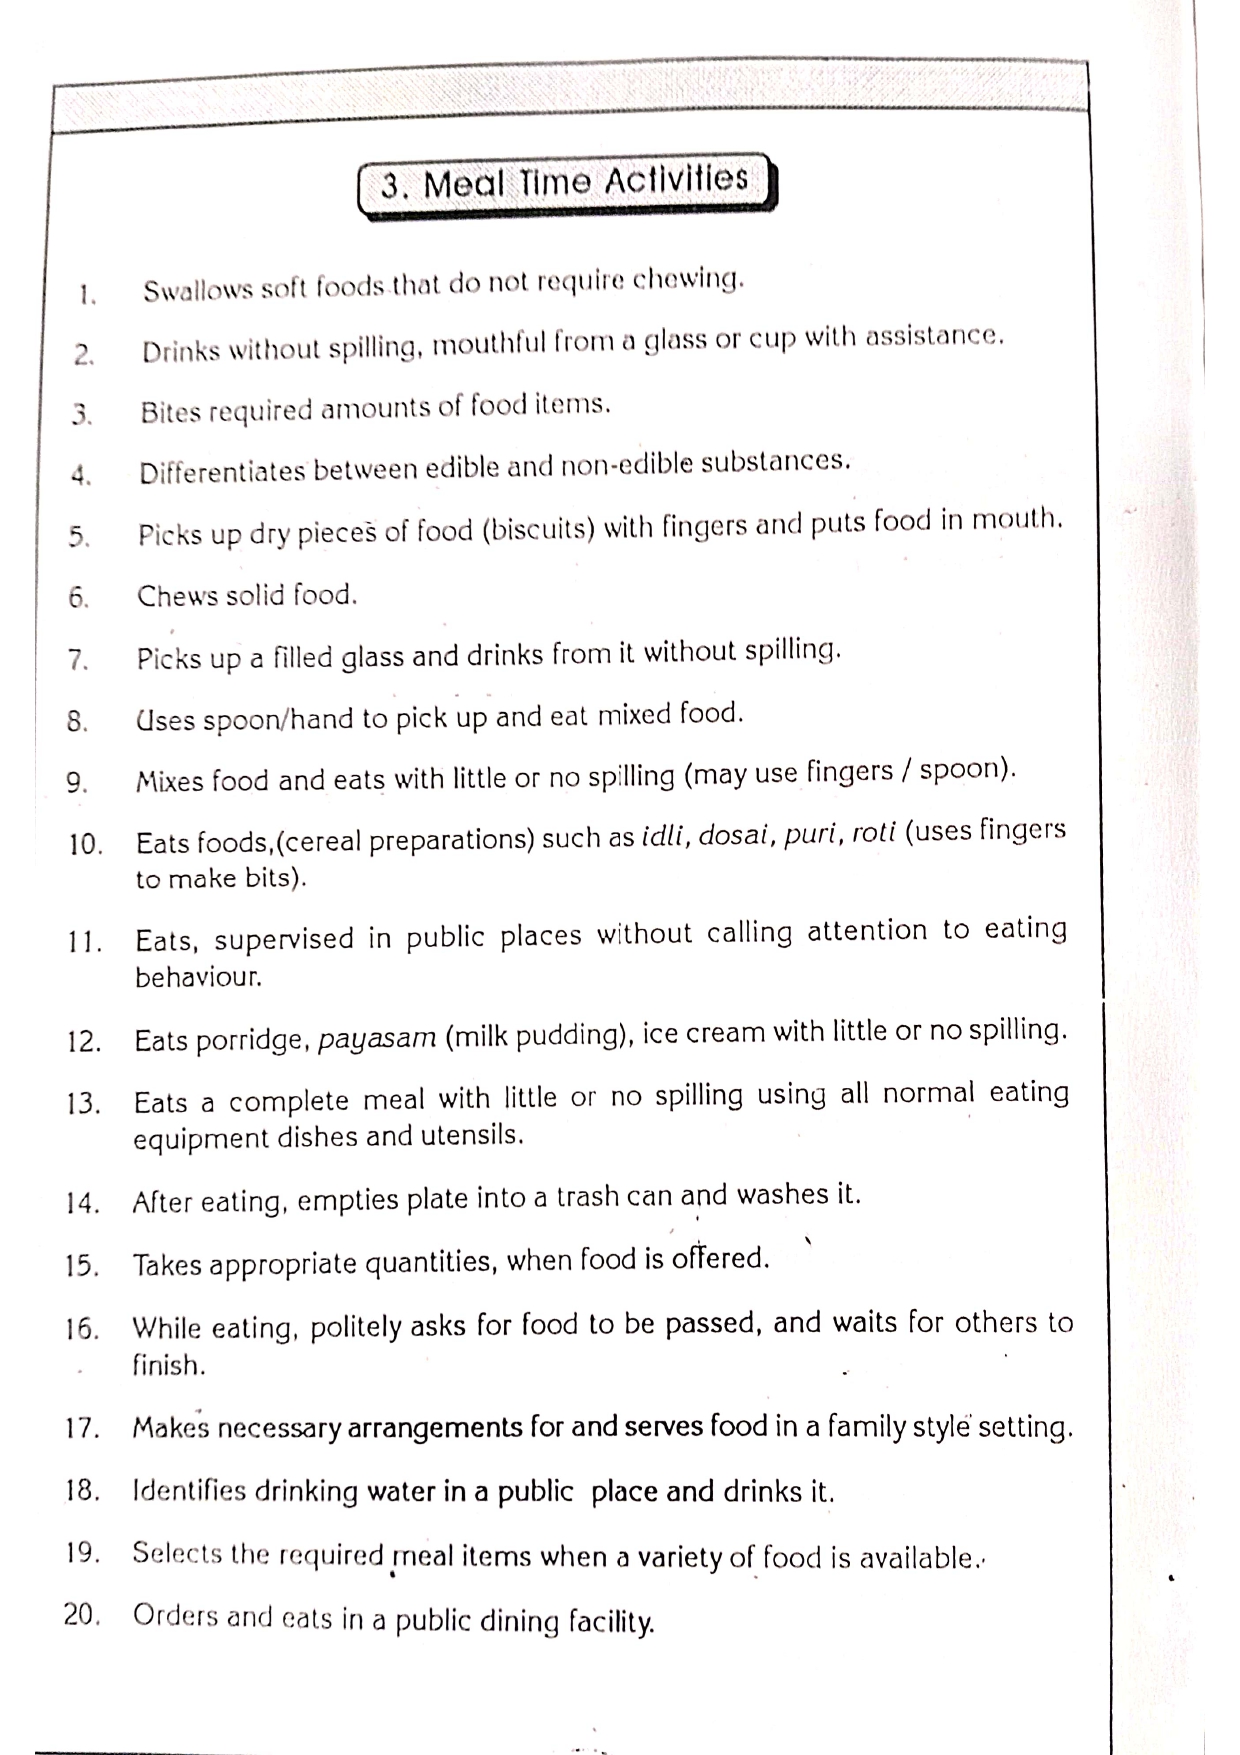 3. Meal Time Activities
1. Swallows soft foods that do not require chewing.
2. Drinks without spilling, mouthful from a glass or cup with assistance.
3. Bites required amounts of food items.
4. Differentiates between edible and non-edible substances.
5. Picks up dry pieces of food (biscuits) with fingers and puts food in mouth.
6. Chews solid food.
7. Picks up a filled glass and drinks from it without spilling.
8. Uses spoon/hand to pick up and eat mixed food.
9. Mixes food and eats with little or no spilling (may use fingers / spoon).
10. Eats foods,(cereal preparations) such as idli, dosai, puri, roti (uses fingers
to make bits).
11. Eats, supervised in public places without calling attention to eating
behaviour.
12. Eats porridge, payasam (milk pudding), ice cream with little or no spilling.
13. Eats a complete meal with little or no spilling using all normal eating
equipment dishes and utensils.
14. After eating, empties plate into a trash can and washes it.
15. Takes appropriate quantities, when food is offered.
16. While eating, politely asks for food to be passed, and waits for others to
finish.
17. Makes necessary arrangements for and serves food in a family style setting.
18. Identifies drinking water in a public place and drinks it.
19. Selects the required meal items when a variety of food is available.
20. Orders and eats in a public dining facility.